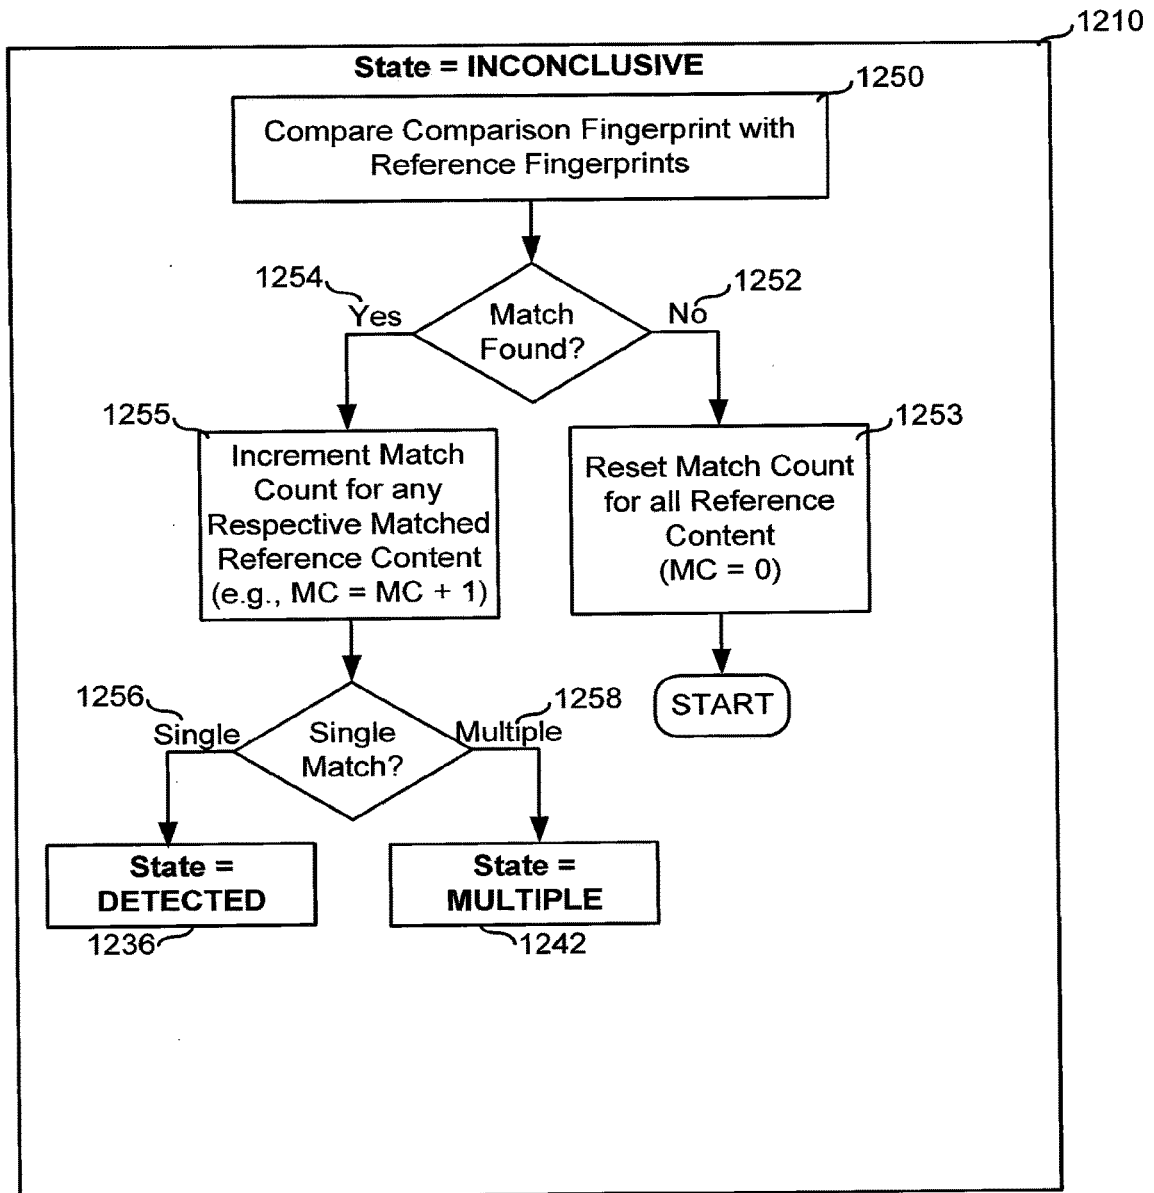 1210
State = INCONCLUSIVE
1250
Compare Comparison Fingerprint with
Reference Fingerprints
1254
Yes
1252
No
Match
Found?
1255
Increment Match
Count for any
Respective Matched
Reference Content
(e.g., MC = MC + 1)
1253
Reset Match Count
for all Reference
Content
(MC = 0)
START
1256
Single
1258
Multiple
Single
Match?
State =
DETECTED
1236
State =
MULTIPLE
1242